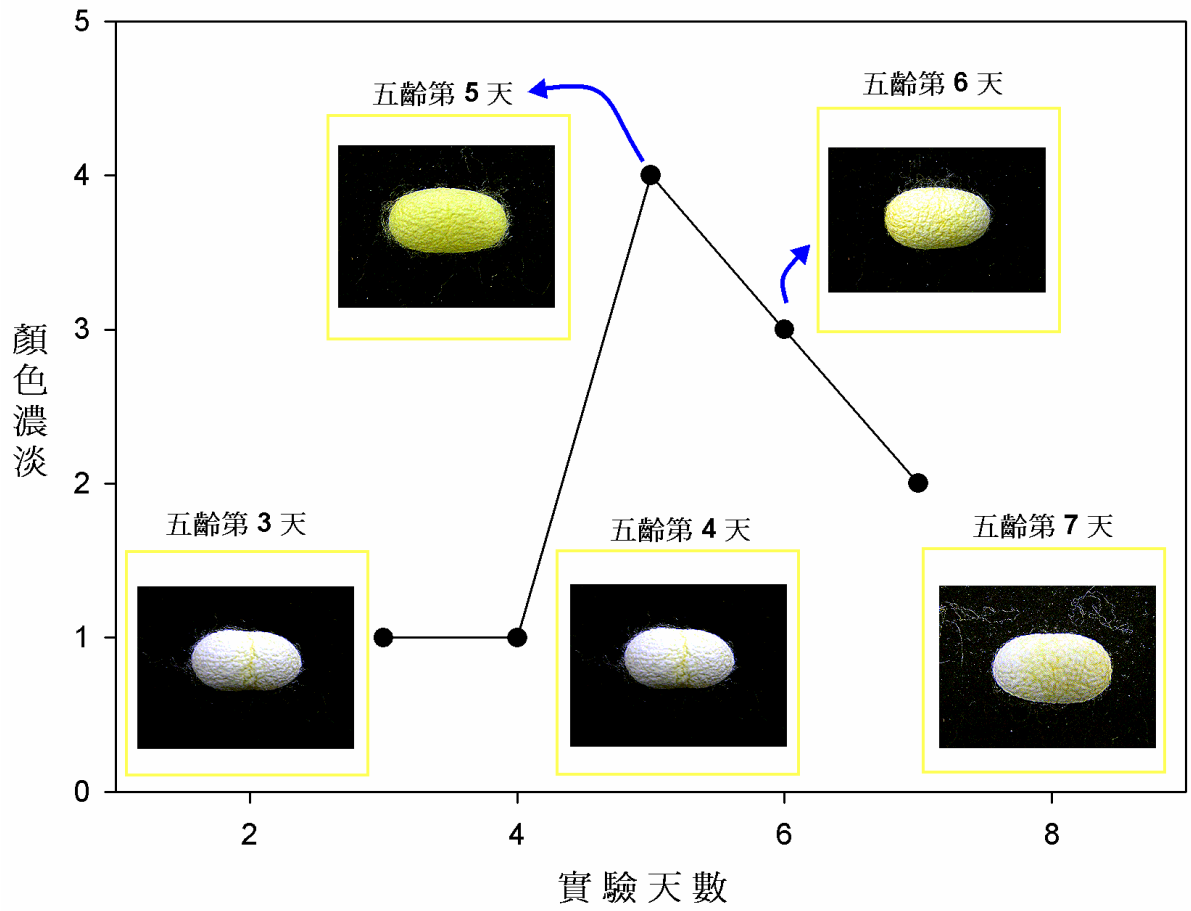 5
五齡第 5 天
五齡第 6 天
4
3
顏色濃淡
2
五齡第 3 天
五齡第 4 天
五齡第 7 天
1
0
2 4 6 8
實驗天數